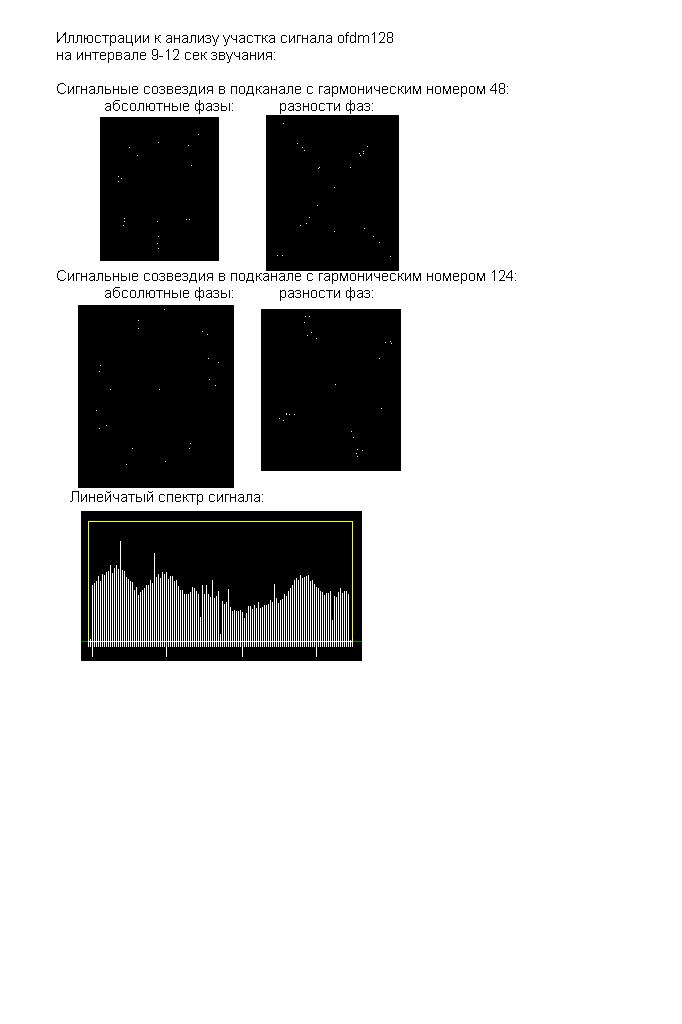 Иллюстрации к анализу участка сигнала ofdm128
на интервале 9-12 сек звучания:
Сигнальные созвездия в подканале с гармоническим номером 48:
абсолютные фазы: разности фаз:
Сигнальные созвездия в подканале с гармоническим номером 124:
абсолютные фазы: разности фаз:
Линейчатый спектр сигнала: